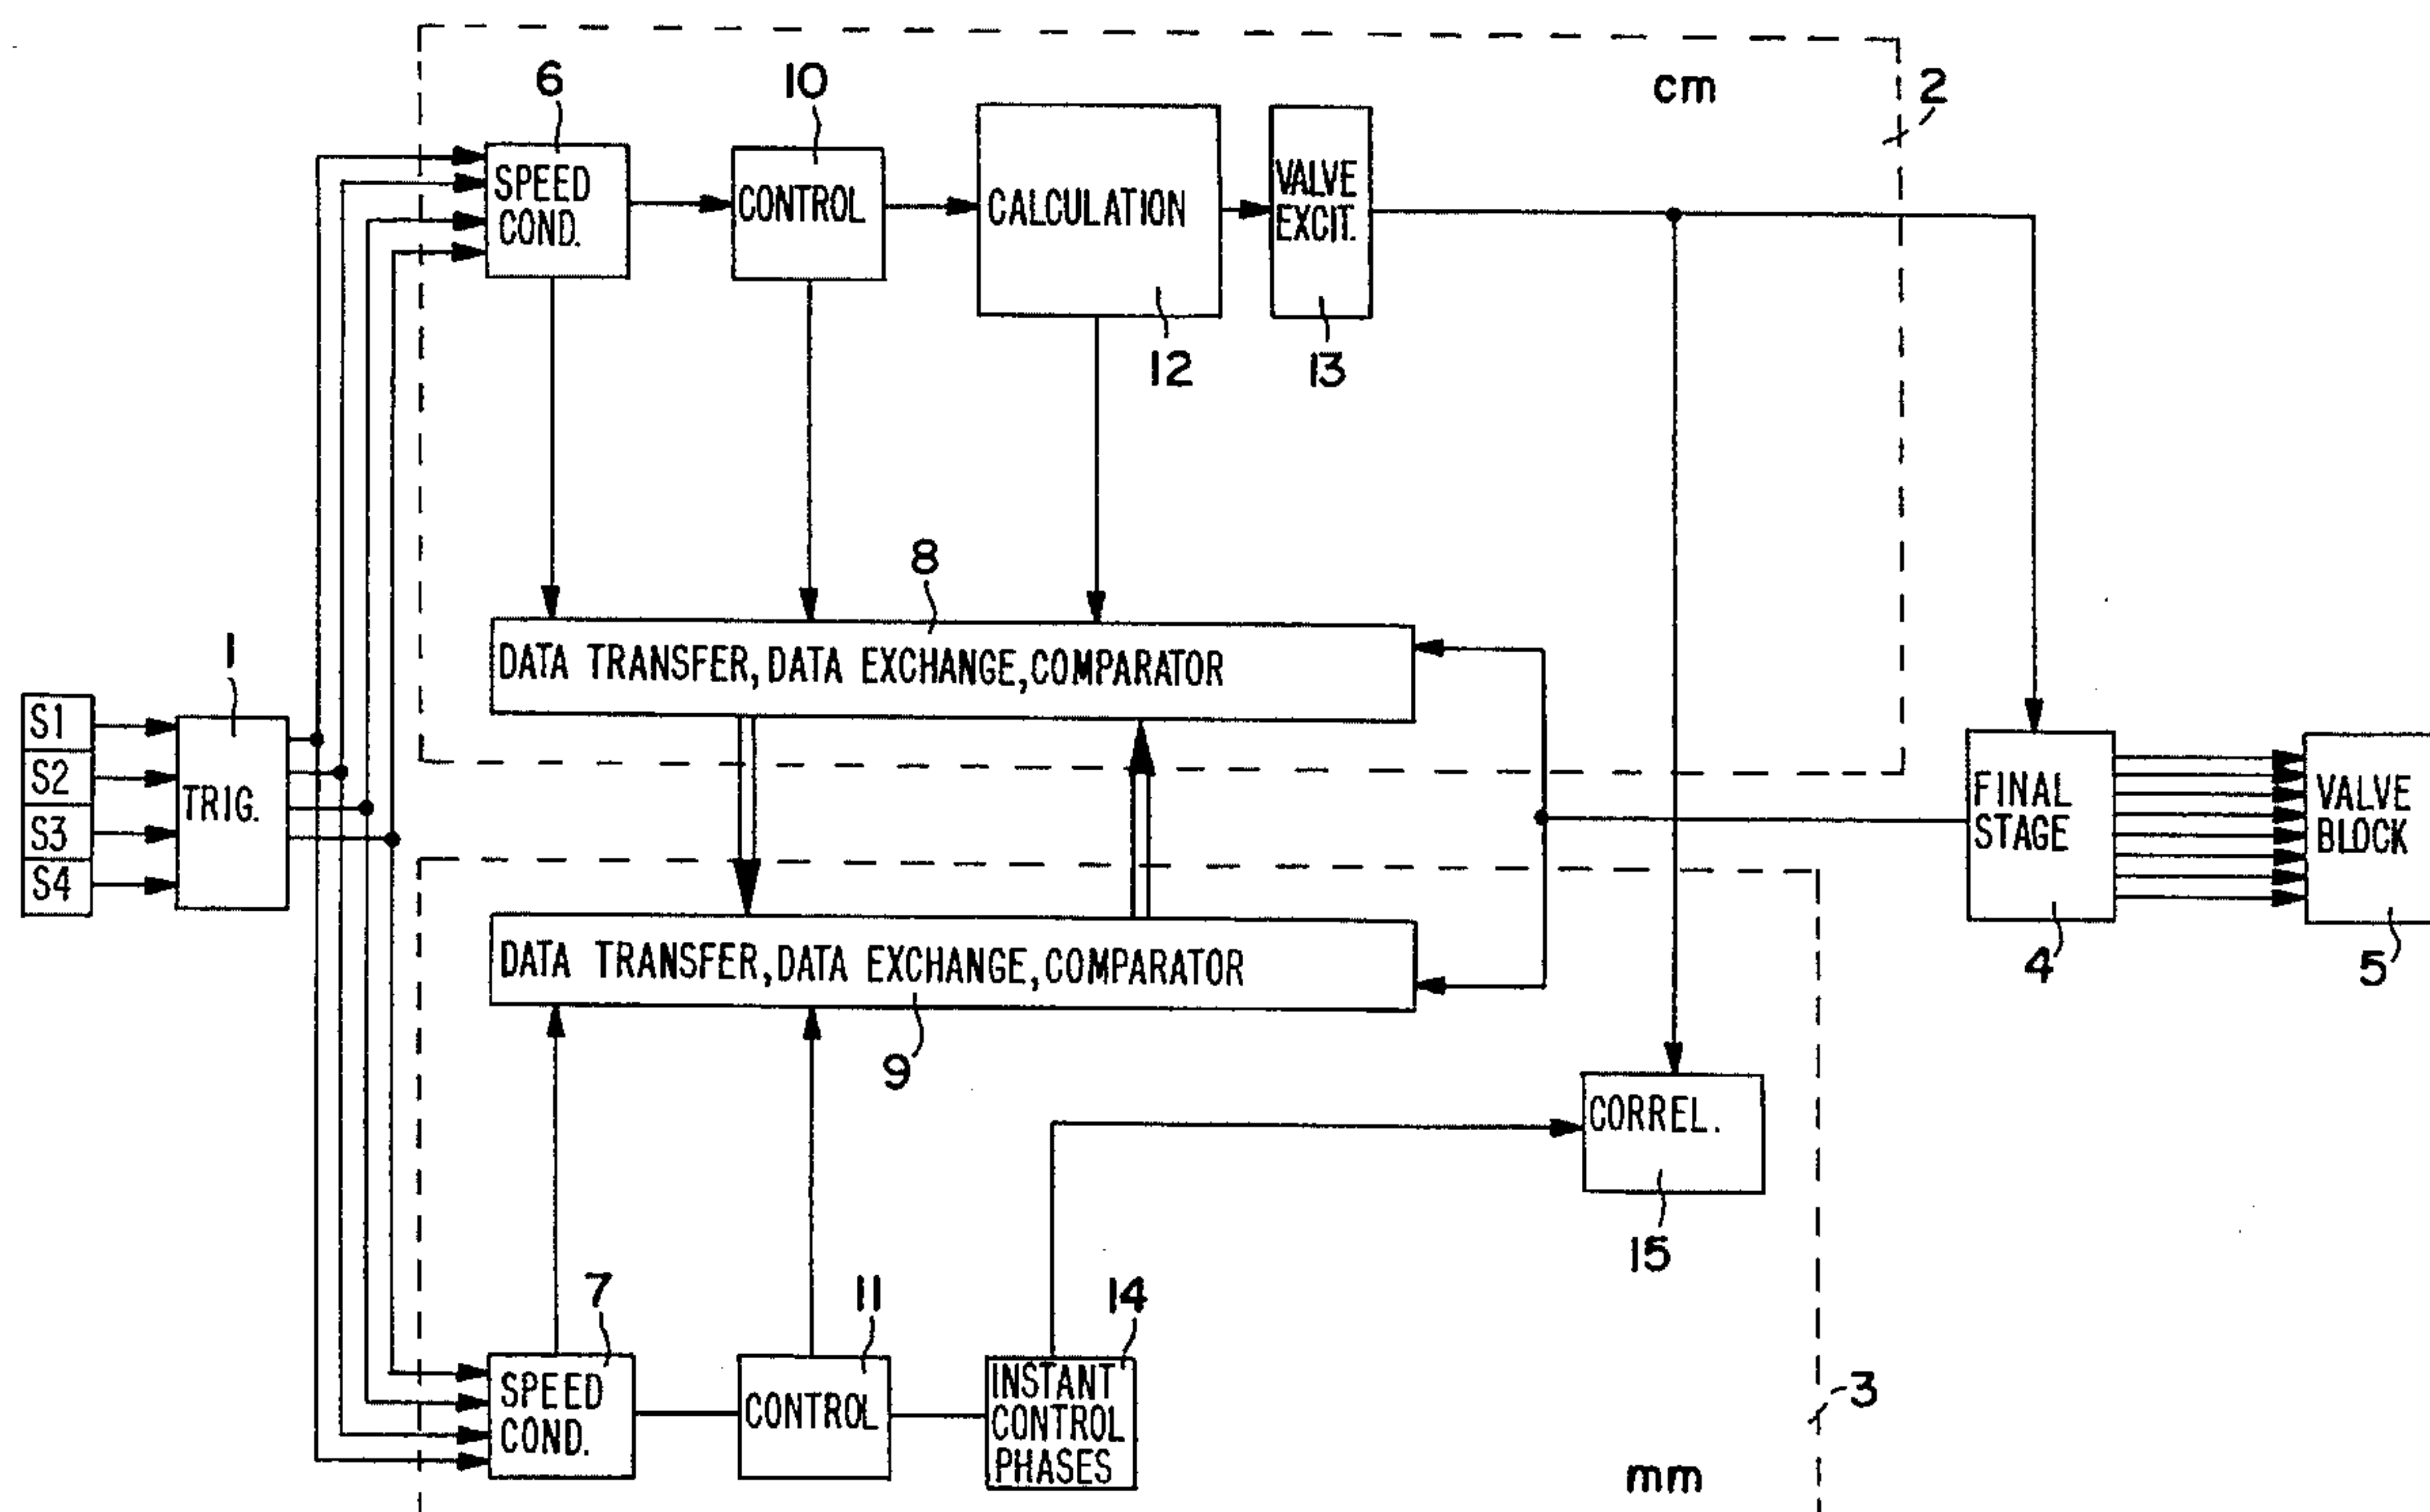 cm
2
6
10
SPEED
COND.
CONTROL
CALCULATION
VALVE
EXCIT.
12
13
8
DATA TRANSFER, DATA EXCHANGE, COMPARATOR
1
S1
S2
S3
S4
TRIG.
FINAL
STAGE
VALVE
BLOCK
4
5
DATA TRANSFER, DATA EXCHANGE, COMPARATOR
9
CORREL.
15
7
11
14
SPEED
COND.
CONTROL
INSTANT
CONTROL
PHASES
3
mm